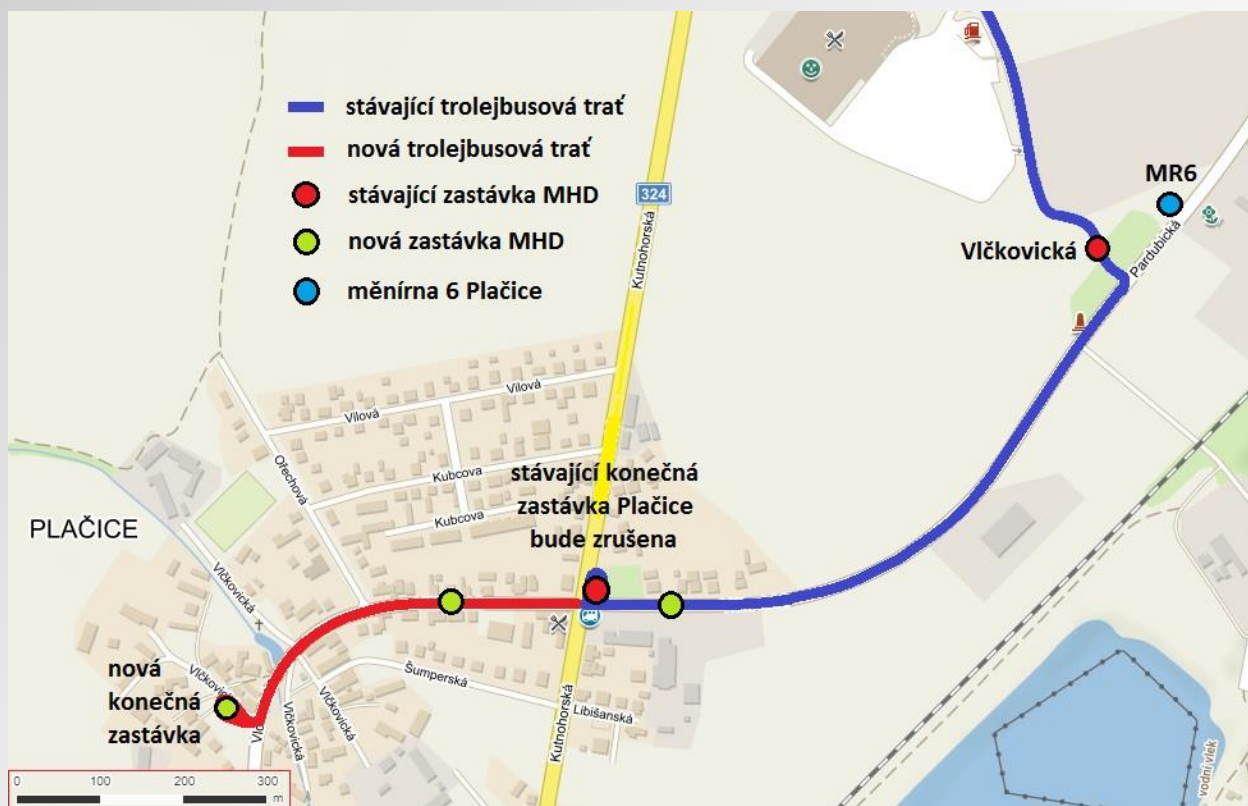 stávající trolejbusová trať
nová trolejbusová trať
stávající zastávka MHD
nová zastávka MHD
měnírna 6 Plačice
324
Kutnohorská
MR6
Vlčkovická
Pardubická
Vilová
Vilová
Kubcova
Kubcova
Ořechová
stávající konečná
zastávka Plačice
bude zrušena
PLAČICE
Vlčkovická
Šumperská
Libišanská
Vlčkovická
Vlčkovická
Kutnohorská
nová
konečná
zastávka
vodní vlek
0 100 200 300
m